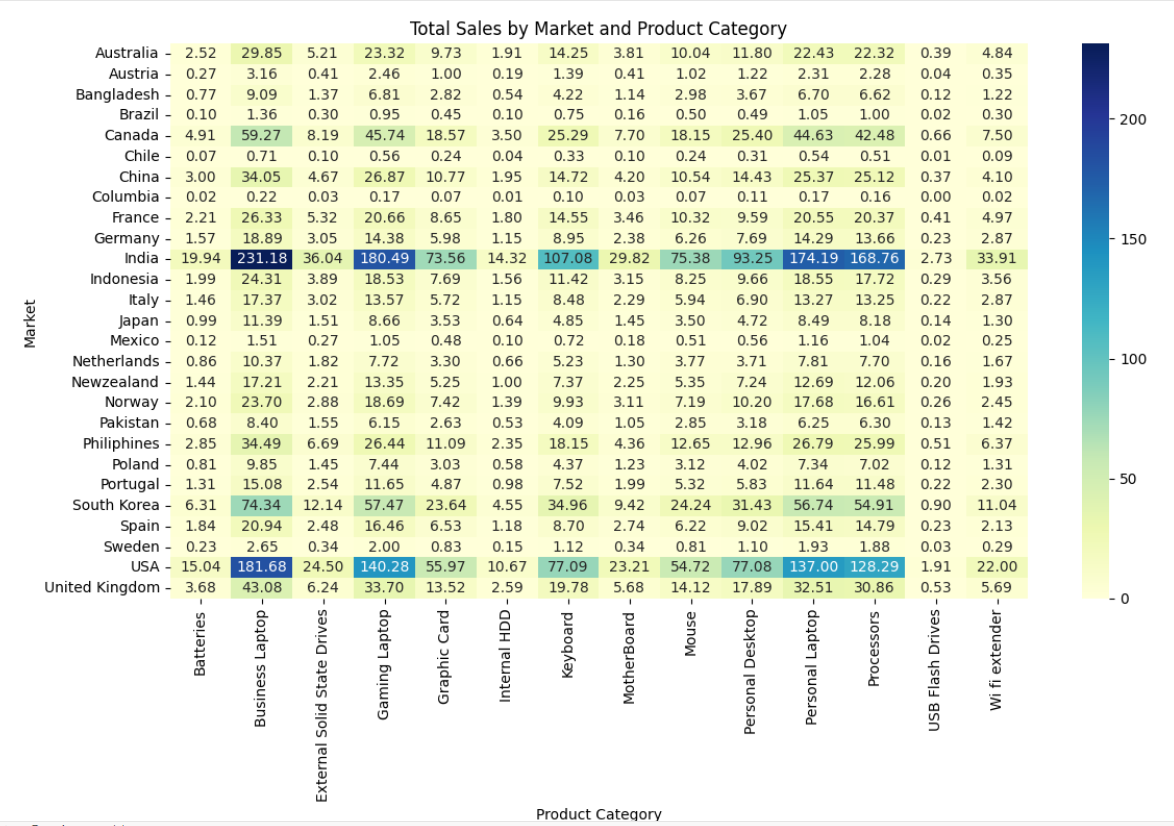 Total Sales by Market and Product Category
Australia 2.52 29.85 5.21 23.32 9.73 1.91 14.25 3.81 10.04 11.80 22.43 22.32 0.39 4.84
Austria 0.27 3.16 0.41 2.46 1.00 0.19 1.39 0.41 1.02 1.22 2.31 2.28 0.04 0.35
Bangladesh 0.77 9.09 1.37 6.81 2.82 0.54 4.22 1.14 2.98 3.67 6.70 6.62 0.12 1.22
Brazil 0.10 1.36 0.30 0.95 0.45 0.10 0.75 0.16 0.50 0.49 1.05 1.00 0.02 0.30
Canada 4.91 59.27 8.19 45.74 18.57 3.50 25.29 7.70 18.15 25.40 44.63 42.48 0.66 7.50
Chile 0.07 0.71 0.10 0.56 0.24 0.04 0.33 0.10 0.24 0.31 0.54 0.51 0.01 0.09
China 3.00 34.05 4.67 26.87 10.77 1.95 14.72 4.20 10.54 14.43 25.37 25.12 0.37 4.10
Columbia 0.02 0.22 0.03 0.17 0.07 0.01 0.10 0.03 0.07 0.11 0.17 0.16 0.00 0.02
France 2.21 26.33 5.32 20.66 8.65 1.80 14.55 3.46 10.32 9.59 20.55 20.37 0.41 4.97
Germany 1.57 18.89 3.05 14.38 5.98 1.15 8.95 2.38 6.26 7.69 14.29 13.66 0.23 2.87
India 19.94 231.18 36.04 180.49 73.56 14.32 107.08 29.82 75.38 93.25 174.19 168.76 2.73 33.91
Indonesia 1.99 24.31 3.89 18.53 7.69 1.56 11.42 3.15 8.25 9.66 18.55 17.72 0.29 3.56
Italy 1.46 17.37 3.02 13.57 5.72 1.15 8.48 2.29 5.94 6.90 13.27 13.25 0.22 2.87
Japan 0.99 11.39 1.51 8.66 3.53 0.64 4.85 1.45 3.50 4.72 8.49 8.18 0.14 1.30
Mexico 0.12 1.51 0.27 1.05 0.48 0.10 0.72 0.18 0.51 0.56 1.16 1.04 0.02 0.25
Netherlands 0.86 10.37 1.82 7.72 3.30 0.66 5.23 1.30 3.77 3.71 7.81 7.70 0.16 1.67
Newzealand 1.44 17.21 2.21 13.35 5.25 1.00 7.37 2.25 5.35 7.24 12.69 12.06 0.20 1.93
Norway 2.10 23.70 2.88 18.69 7.42 1.39 9.93 3.11 7.19 10.20 17.68 16.61 0.26 2.45
Pakistan 0.68 8.40 1.55 6.15 2.63 0.53 4.09 1.05 2.85 3.18 6.25 6.30 0.13 1.42
Philiphines 2.85 34.49 6.69 26.44 11.09 2.35 18.15 4.36 12.65 12.96 26.79 25.99 0.51 6.37
Poland 0.81 9.85 1.45 7.44 3.03 0.58 4.37 1.23 3.12 4.02 7.34 7.02 0.12 1.31
Portugal 1.31 15.08 2.54 11.65 4.87 0.98 7.52 1.99 5.32 5.83 11.64 11.48 0.22 2.30
South Korea 6.31 74.34 12.14 57.47 23.64 4.55 34.96 9.42 24.24 31.43 56.74 54.91 0.90 11.04
Spain 1.84 20.94 2.48 16.46 6.53 1.18 8.70 2.74 6.22 9.02 15.41 14.79 0.23 2.13
Sweden 0.23 2.65 0.34 2.00 0.83 0.15 1.12 0.34 0.81 1.10 1.93 1.88 0.03 0.29
USA 15.04 181.68 24.50 140.28 55.97 10.67 77.09 23.21 54.72 77.08 137.00 128.29 1.91 22.00
United Kingdom 3.68 43.08 6.24 33.70 13.52 2.59 19.78 5.68 14.12 17.89 32.51 30.86 0.53 5.69
Market
Batteries
Business Laptop
External Solid State Drives
Gaming Laptop
Graphic Card
Internal HDD
Keyboard
MotherBoard
Mouse
Personal Desktop
Personal Laptop
Processors
USB Flash Drives
Wi fi extender
Product Category
200
150
100
50
0